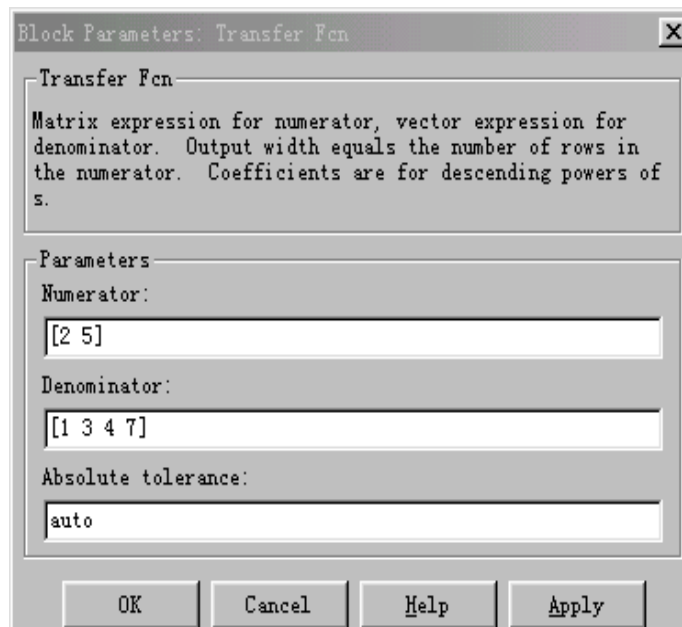 Block Parameters: Transfer Fcn
Transfer Fcn
Matrix expression for numerator, vector expression for
denominator. Output width equals the number of rows in
the numerator. Coefficients are for descending powers of
s.
Parameters
Numerator:
[2 5]
Denominator:
[1 3 4 7]
Absolute tolerance:
auto
OK Cancel Help Apply